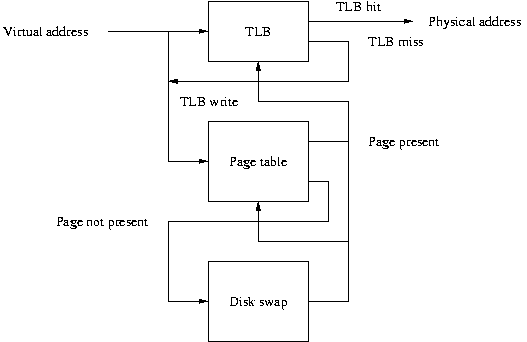 TLB hit
Physical address
Virtual address
TLB
TLB miss
TLB write
Page present
Page table
Page not present
Disk swap